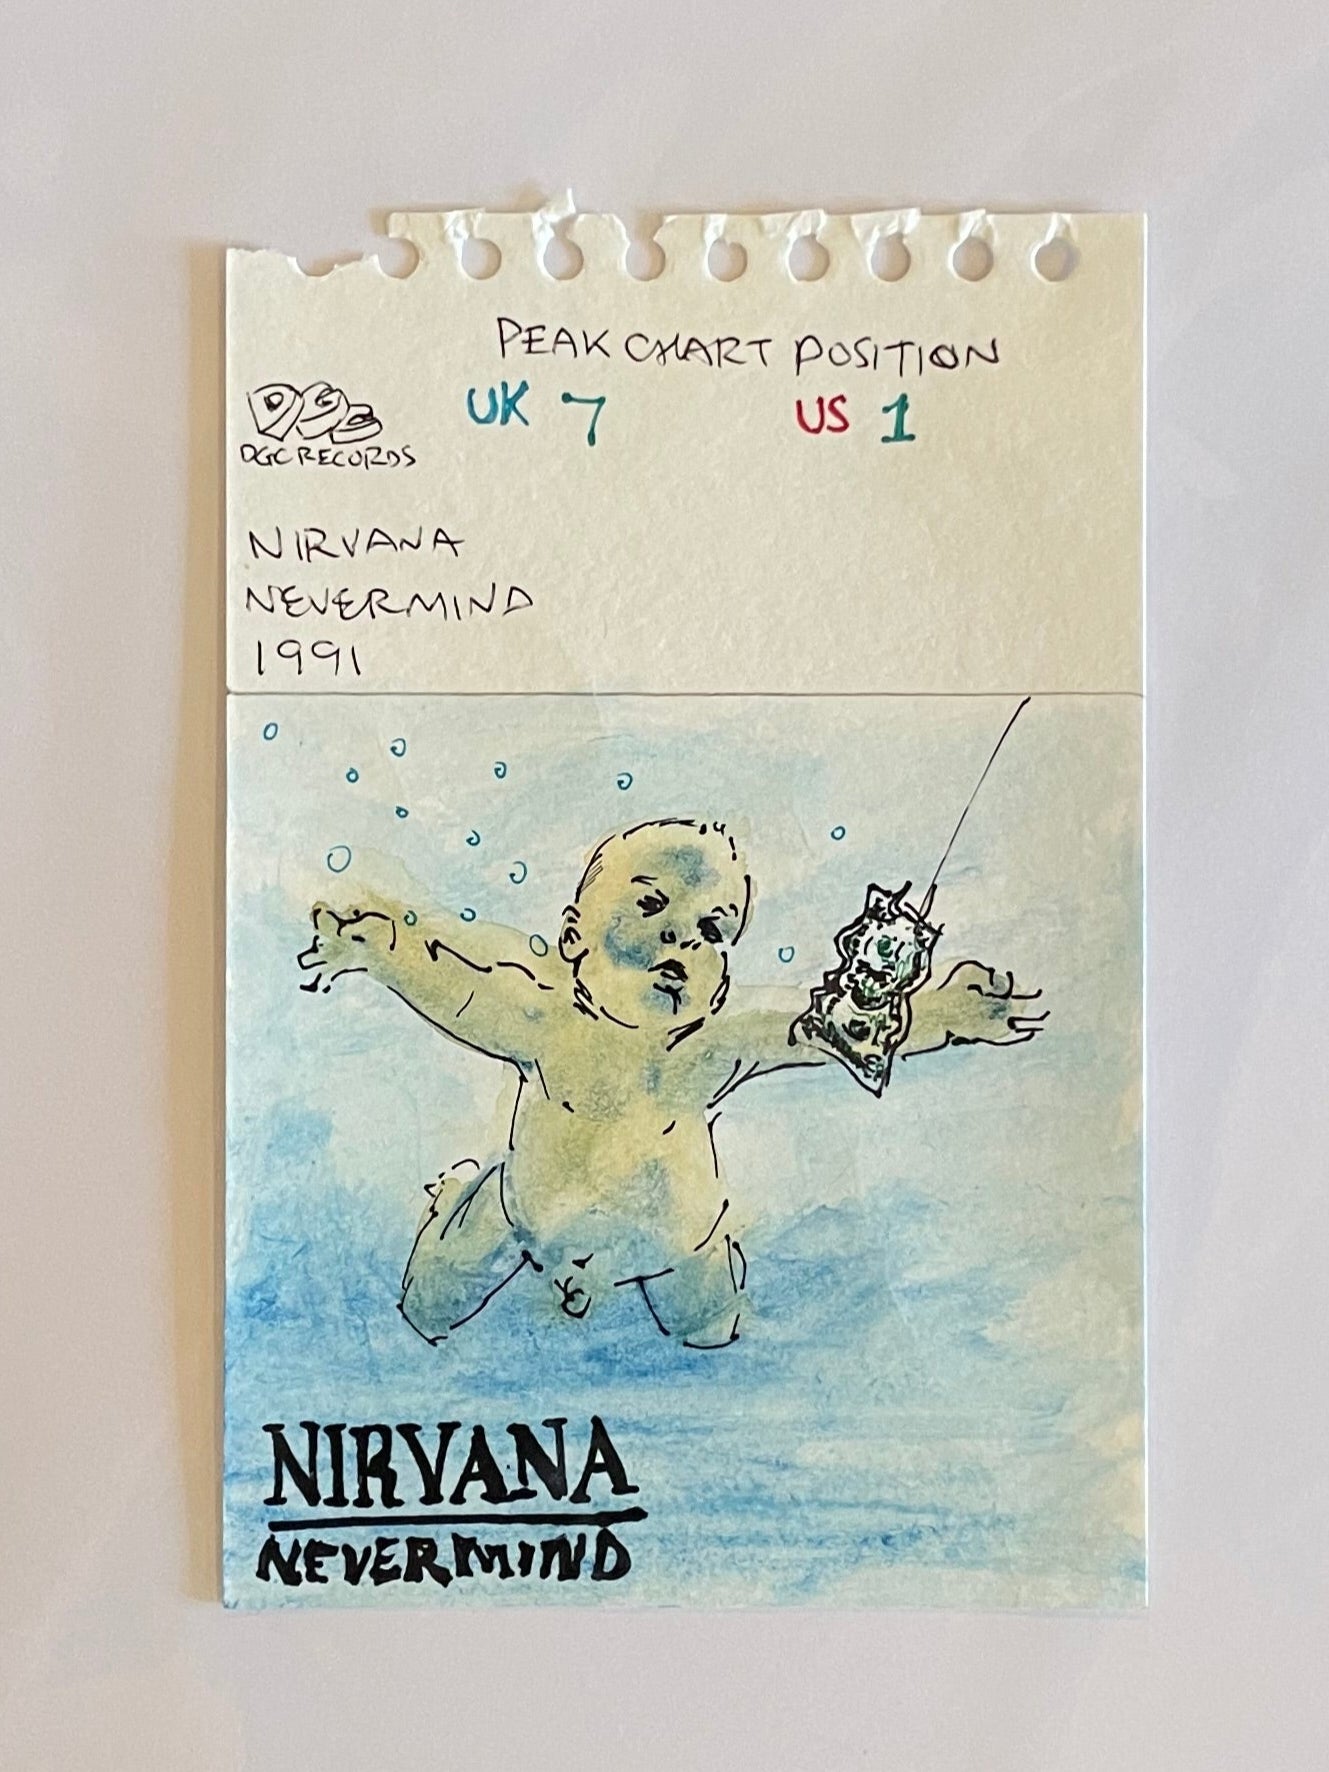 PEAK CHART POSITION
UK 7 US 1
DGC
DGC RECORDS
NIRVANA
NEVERMIND
1991
NIRVANA
NEVERMIND